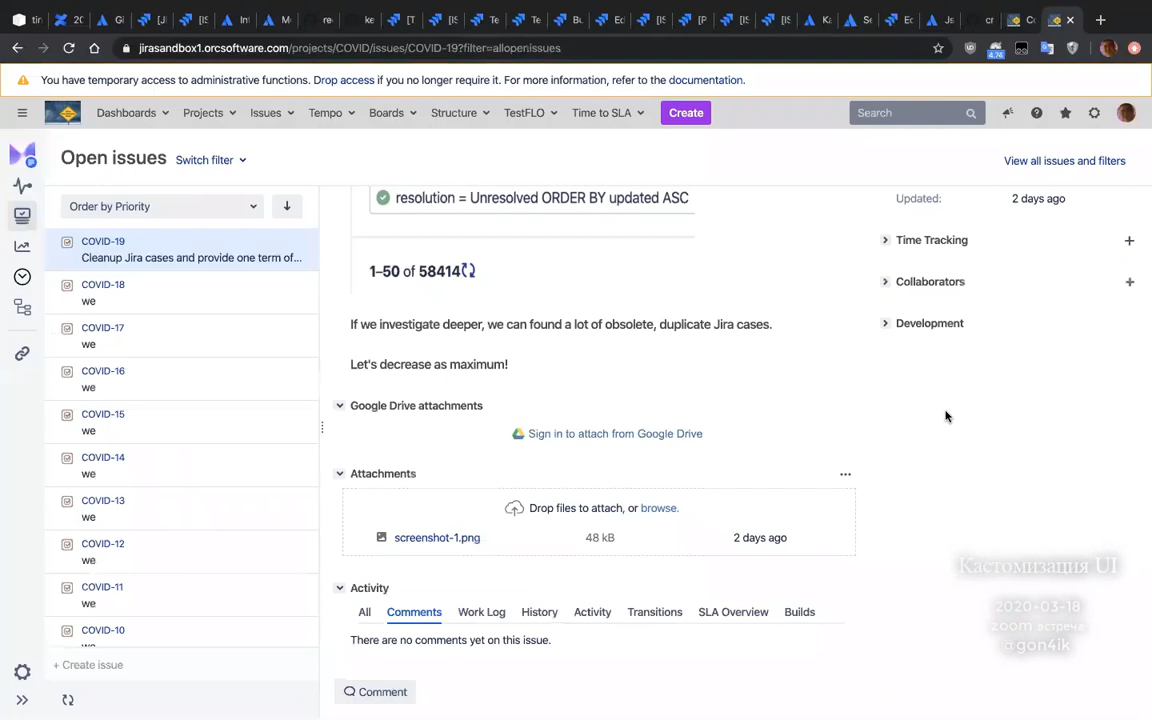 20
jirasandbox1.orcsoftware.com/projects/COVID/issues/COVID-19?filter=allopenissues
4.74
You have temporary access to administrative functions. Drop access if you no longer require it. For more information, refer to the documentation.
Dashboards Projects Issues Tempo Boards Structure TestFLO Time to SLA Create Search
Open issues Switch filter View all issues and filters
Order by Priority
COVID-19
Cleanup Jira cases and provide one term of...
COVID-18
we
COVID-17
we
COVID-16
we
COVID-15
we
COVID-14
we
COVID-13
we
COVID-12
we
COVID-11
we
COVID-10
we
+ Create issue
resolution = Unresolved ORDER BY updated ASC
1–50 of 58414
If we investigate deeper, we can found a lot of obsolete, duplicate Jira cases.
Let's decrease as maximum!
Google Drive attachments
Sign in to attach from Google Drive
Attachments
Drop files to attach, or browse.
screenshot-1.png 48 kB 2 days ago
Activity
All Comments Work Log History Activity Transitions SLA Overview Builds
There are no comments yet on this issue.
Comment
Updated: 2 days ago
Time Tracking
Collaborators
Development
Кастомизация UI
2020-03-18
zoom встреча
@gon4ik